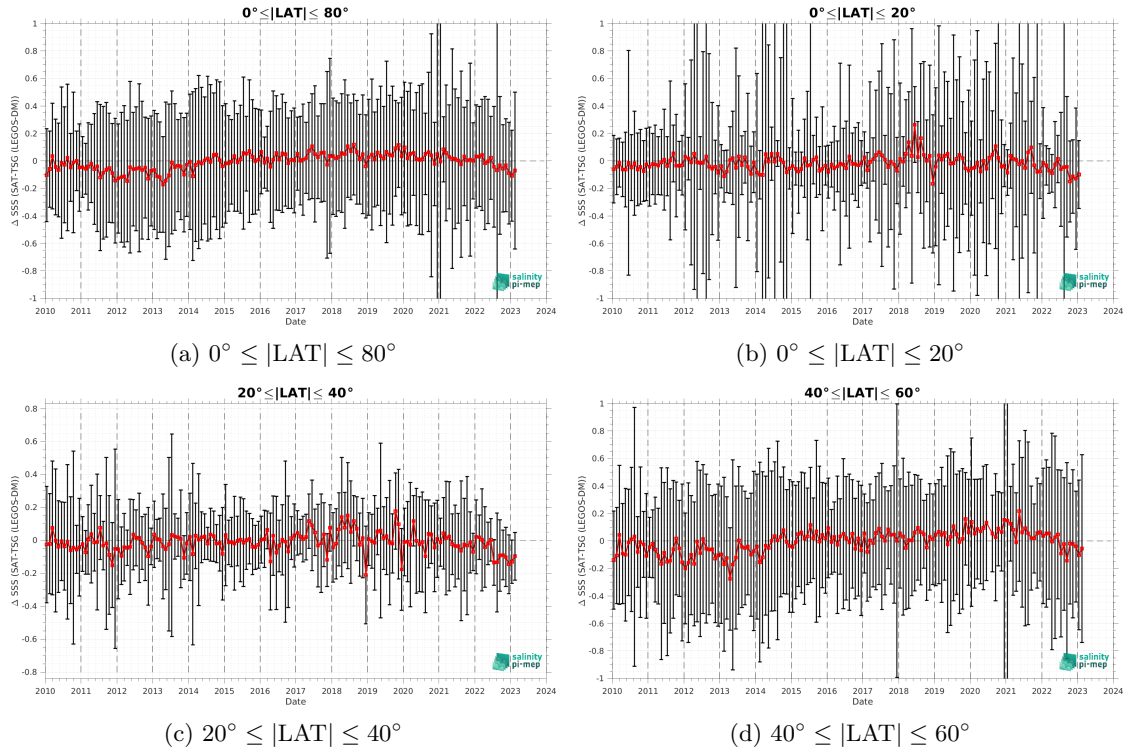 0°≤|LAT|≤ 80°
Δ SSS (SAT-TSG (LEGOS-DM))
1
0.8
0.6
0.4
0.2
0
-0.2
-0.4
-0.6
-0.8
-1
2010 2011 2012 2013 2014 2015 2016 2017 2018 2019 2020 2021 2022 2023 2024
Date
salinity
pi-mep
(a) 0° ≤ |LAT| ≤ 80°
0°≤|LAT|≤ 20°
Δ SSS (SAT-TSG (LEGOS-DM))
1
0.8
0.6
0.4
0.2
0
-0.2
-0.4
-0.6
-0.8
-1
2010 2011 2012 2013 2014 2015 2016 2017 2018 2019 2020 2021 2022 2023 2024
Date
salinity
pi-mep
(b) 0° ≤ |LAT| ≤ 20°
20°≤|LAT|≤ 40°
Δ SSS (SAT-TSG (LEGOS-DM))
0.8
0.6
0.4
0.2
0
-0.2
-0.4
-0.6
-0.8
2010 2011 2012 2013 2014 2015 2016 2017 2018 2019 2020 2021 2022 2023 2024
Date
salinity
pi-mep
(c) 20° ≤ |LAT| ≤ 40°
40°≤|LAT|≤ 60°
Δ SSS (SAT-TSG (LEGOS-DM))
1
0.8
0.6
0.4
0.2
0
-0.2
-0.4
-0.6
-0.8
-1
2010 2011 2012 2013 2014 2015 2016 2017 2018 2019 2020 2021 2022 2023 2024
Date
salinity
pi-mep
(d) 40° ≤ |LAT| ≤ 60°